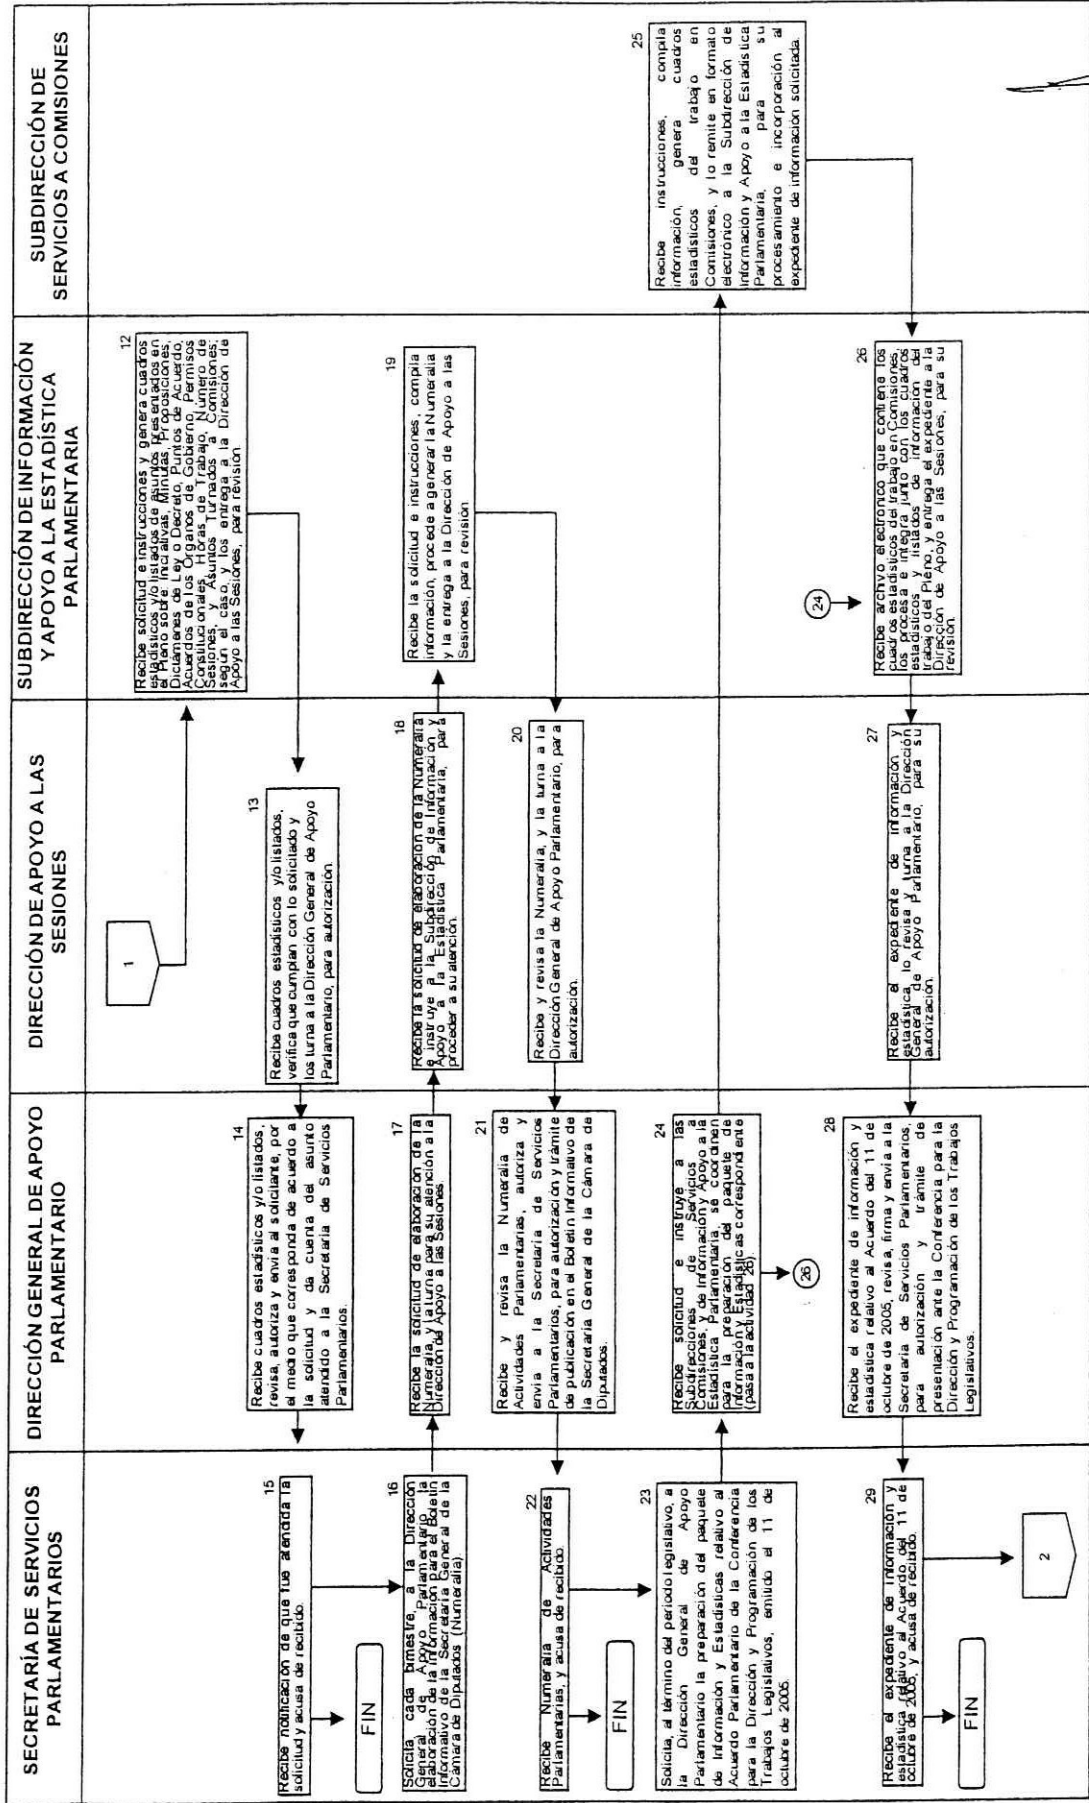 SECRETARÍA DE SERVICIOS
PARLAMENTARIOS
DIRECCIÓN GENERAL DE APOYO
PARLAMENTARIO
DIRECCIÓN DE APOYO A LAS
SESIONES
SUBDIRECCIÓN DE INFORMACIÓN
Y APOYO A LA ESTADÍSTICA
PARLAMENTARIA
SUBDIRECCIÓN DE
SERVICIOS A COMISIONES
1
12
Recibe solicitud e instrucciones y genera cuadros
estadísticos y/o listados de asuntos presentados en
el Pleno sobre: Iniciativas, Minutas, Proposiciones,
Dictámenes de Ley o Decreto, Puntos de Acuerdo,
Acuerdos de los Órganos de Gobierno, Permisos
Constitucionales, Horas de Trabajo, Número de
Sesiones, y Asuntos Turnados a Comisiones;
según el caso, y los entrega a la Dirección de
Apoyo a las Sesiones, para revisión.
13
Recibe cuadros estadísticos y/o listados,
verifica que cumplan con lo solicitado y
los turna a la Dirección General de Apoyo
Parlamentario, para autorización.
14
Recibe cuadros estadísticos y/o listados,
revisa, autoriza y envía al solicitante, por
el medio que corresponda de acuerdo a
la solicitud y da cuenta del asunto
atendido a la Secretaría de Servicios
Parlamentarios.
15
Recibe notificación de que fue atendida la
solicitud y acusa de recibido.
FIN
16
Solicita, cada bimestre, a la Dirección
General de Apoyo Parlamentario la
elaboración de la Información para el Boletín
Informativo de la Secretaría General de la
Cámara de Diputados (Numeralia).
17
Recibe la solicitud de elaboración de la
Numeralia, y la turna para su atención a la
Dirección de Apoyo a las Sesiones.
18
Recibe la solicitud de elaboración de la Numeralia
e instruye a la Subdirección de Información y
Apoyo a la Estadística Parlamentaria, para
proceder a su atención.
19
Recibe la solicitud e instrucciones, compila
información, procede a generar la Numeralia
y la entrega a la Dirección de Apoyo a las
Sesiones, para revisión
20
Recibe y revisa la Numeralia, y la turna a la
Dirección General de Apoyo Parlamentario, para
autorización.
21
Recibe y revisa la Numeralia de
Actividades Parlamentarias, autoriza y
envía a la Secretaría de Servicios
Parlamentarios, para autorización y trámite
de publicación en el Boletín Informativo de
la Secretaría General de la Cámara de
Diputados.
22
Recibe Numeralia de Actividades
Parlamentarias, y acusa de recibido.
FIN
23
Solicita, al término del periodo legislativo, a
la Dirección General de Apoyo
Parlamentario la preparación del paquete
de Información y Estadísticas relativo al
Acuerdo Parlamentario de la Conferencia
para la Dirección y Programación de los
Trabajos Legislativos, emitido el 11 de
octubre de 2005.
24
Recibe solicitud e instruye a las
Subdirecciones de Servicios a
Comisiones, y de Información y Apoyo a la
Estadística Parlamentaria, se coordinen
para la preparación del paquete de
Información y Estadísticas correspondiente
(pasa a la actividad 26).
26
25
Recibe instrucciones, compila
información, genera cuadros
estadísticos del trabajo en
Comisiones, y lo remite en formato
electrónico a la Subdirección de
Información y Apoyo a la Estadística
Parlamentaria, para su
procesamiento e incorporación al
expediente de información solicitada.
24
26
Recibe archivo electrónico que contiene los
cuadros estadísticos del trabajo en Comisiones,
los procesa e integra junto con los cuadros
estadísticos y listados de información del
trabajo del Pleno, y entrega el expediente a la
Dirección de Apoyo a las Sesiones, para su
revisión.
27
Recibe el expediente de información y
estadística, lo revisa y turna a la Dirección
General de Apoyo Parlamentario, para su
autorización.
28
Recibe el expediente de información y
estadística relativo al Acuerdo del 11 de
octubre de 2005, revisa, firma y envía a la
Secretaría de Servicios Parlamentarios,
para autorización y trámite de
presentación ante la Conferencia para la
Dirección y Programación de los Trabajos
Legislativos.
29
Recibe el expediente de información y
estadística relativo al Acuerdo del 11 de
octubre de 2005, y acusa de recibido.
FIN
2